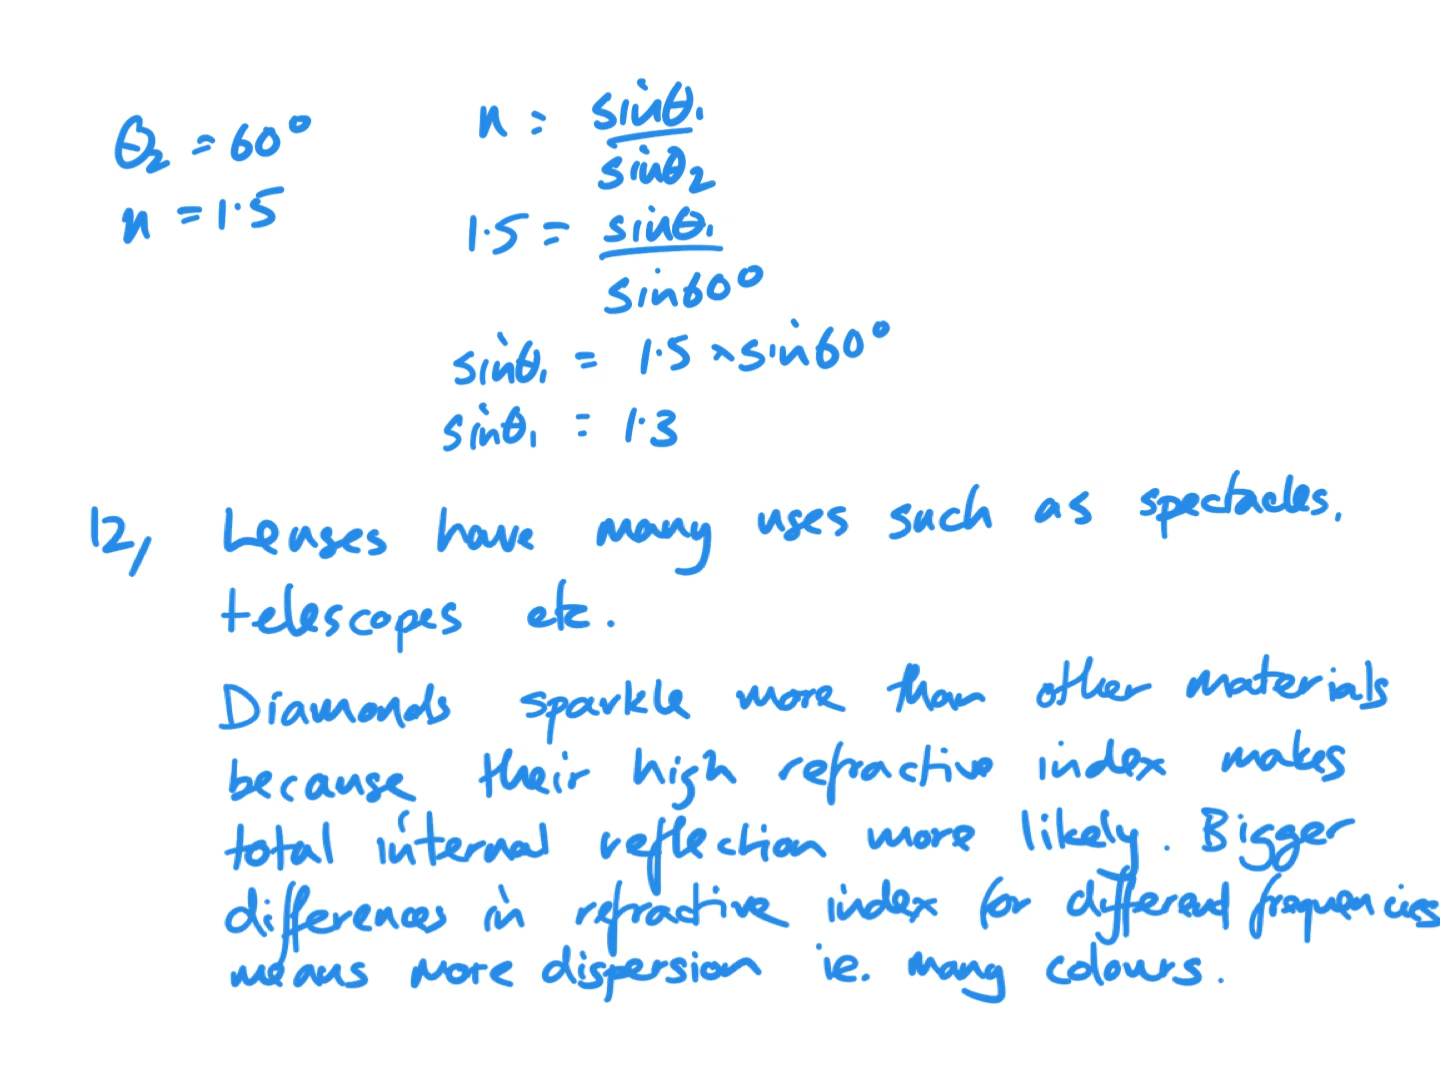 θ₂ = 60°
n = 1.5
n = sinθ₁ / sinθ₂
1.5 = sinθ₁ / sin60°
sinθ₁ = 1.5 × sin60°
sinθ₁ = 1.3
12, Lenses have many uses such as spectacles,
telescopes etc.
Diamonds sparkle more than other materials
because their high refractive index makes
total internal reflection more likely. Bigger
differences in refractive index for different frequencies
means more dispersion ie. many colours.